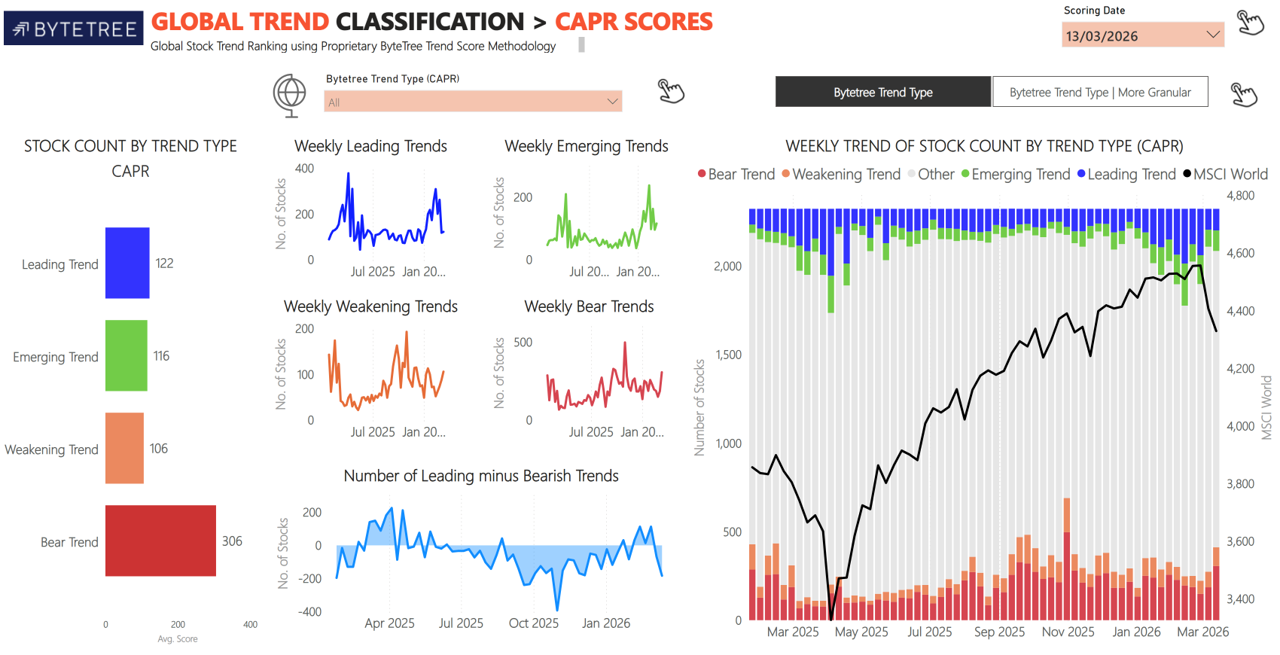 BYTETREE
GLOBAL TREND CLASSIFICATION > CAPR SCORES
Global Stock Trend Ranking using Proprietary ByteTree Trend Score Methodology
Scoring Date
13/03/2026
Bytetree Trend Type (CAPR)
All
Bytetree Trend Type
Bytetree Trend Type | More Granular
STOCK COUNT BY TREND TYPE
CAPR
Leading Trend
122
Emerging Trend
116
Weakening Trend
106
Bear Trend
306
0
200
400
Avg. Score
Weekly Leading Trends
No. of Stocks
400
200
0
Jul 2025
Jan 20...
Weekly Emerging Trends
No. of Stocks
200
0
Jul 20...
Jan 20...
Weekly Weakening Trends
No. of Stocks
200
100
0
Jul 2025
Jan 20...
Weekly Bear Trends
No. of Stocks
500
0
Jul 2025
Jan 20...
Number of Leading minus Bearish Trends
No. of Stocks
200
0
-200
-400
Apr 2025
Jul 2025
Oct 2025
Jan 2026
WEEKLY TREND OF STOCK COUNT BY TREND TYPE (CAPR)
Bear Trend
Weakening Trend
Other
Emerging Trend
Leading Trend
MSCI World
Number of Stocks
2,000
1,500
1,000
500
0
4,800
4,600
4,400
4,200
4,000
3,800
3,600
3,400
MSCI World
Mar 2025
May 2025
Jul 2025
Sep 2025
Nov 2025
Jan 2026
Mar 2026